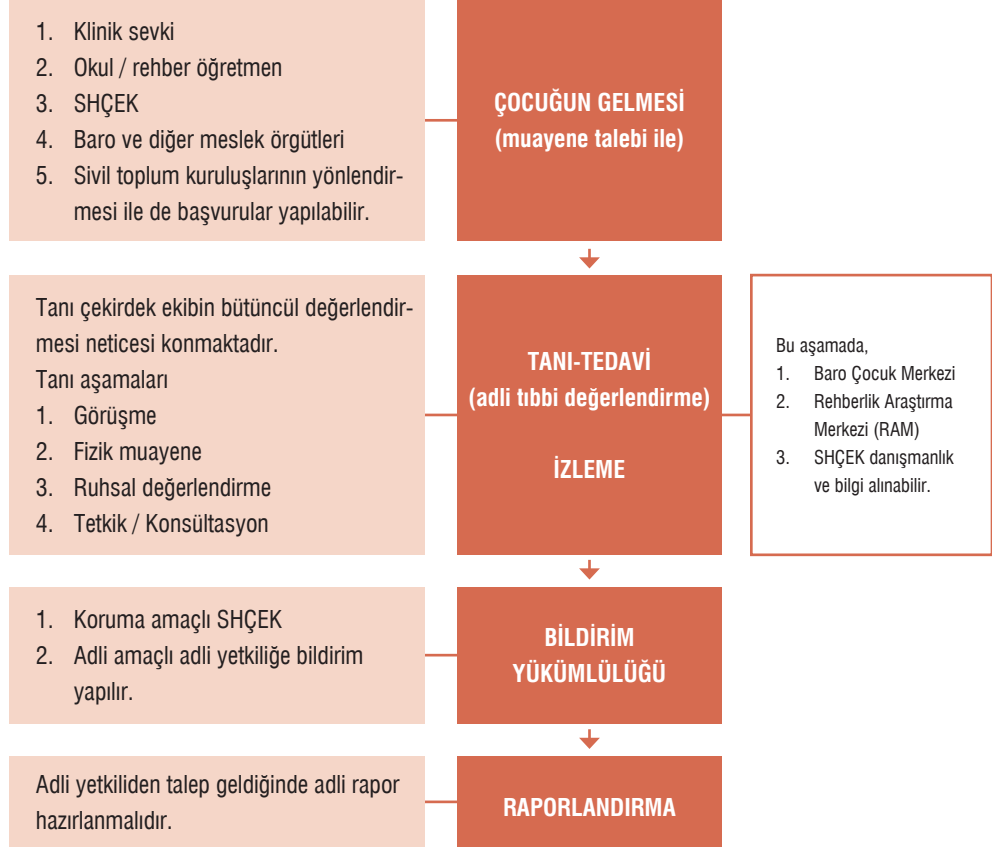 1. Klinik sevki
2. Okul / rehber öğretmen
3. SHÇEK
4. Baro ve diğer meslek örgütleri
5. Sivil toplum kuruluşlarının yönlendir-
mesi ile de başvurular yapılabilir.
ÇOCUĞUN GELMESİ
(muayene talebi ile)
Tanı çekirdek ekibin bütüncül değerlendir-
mesi neticesi konmaktadır.
Tanı aşamaları
1. Görüşme
2. Fizik muayene
3. Ruhsal değerlendirme
4. Tetkik / Konsültasyon
TANI-TEDAVİ
(adli tıbbi değerlendirme)
İZLEME
Bu aşamada,
1. Baro Çocuk Merkezi
2. Rehberlik Araştırma
Merkezi (RAM)
3. SHÇEK danışmanlık
ve bilgi alınabilir.
1. Koruma amaçlı SHÇEK
2. Adli amaçlı adli yetkiliğe bildirim
yapılır.
BİLDİRİM
YÜKÜMLÜLÜĞÜ
Adli yetkiliden talep geldiğinde adli rapor
hazırlanmalıdır.
RAPORLANDIRMA